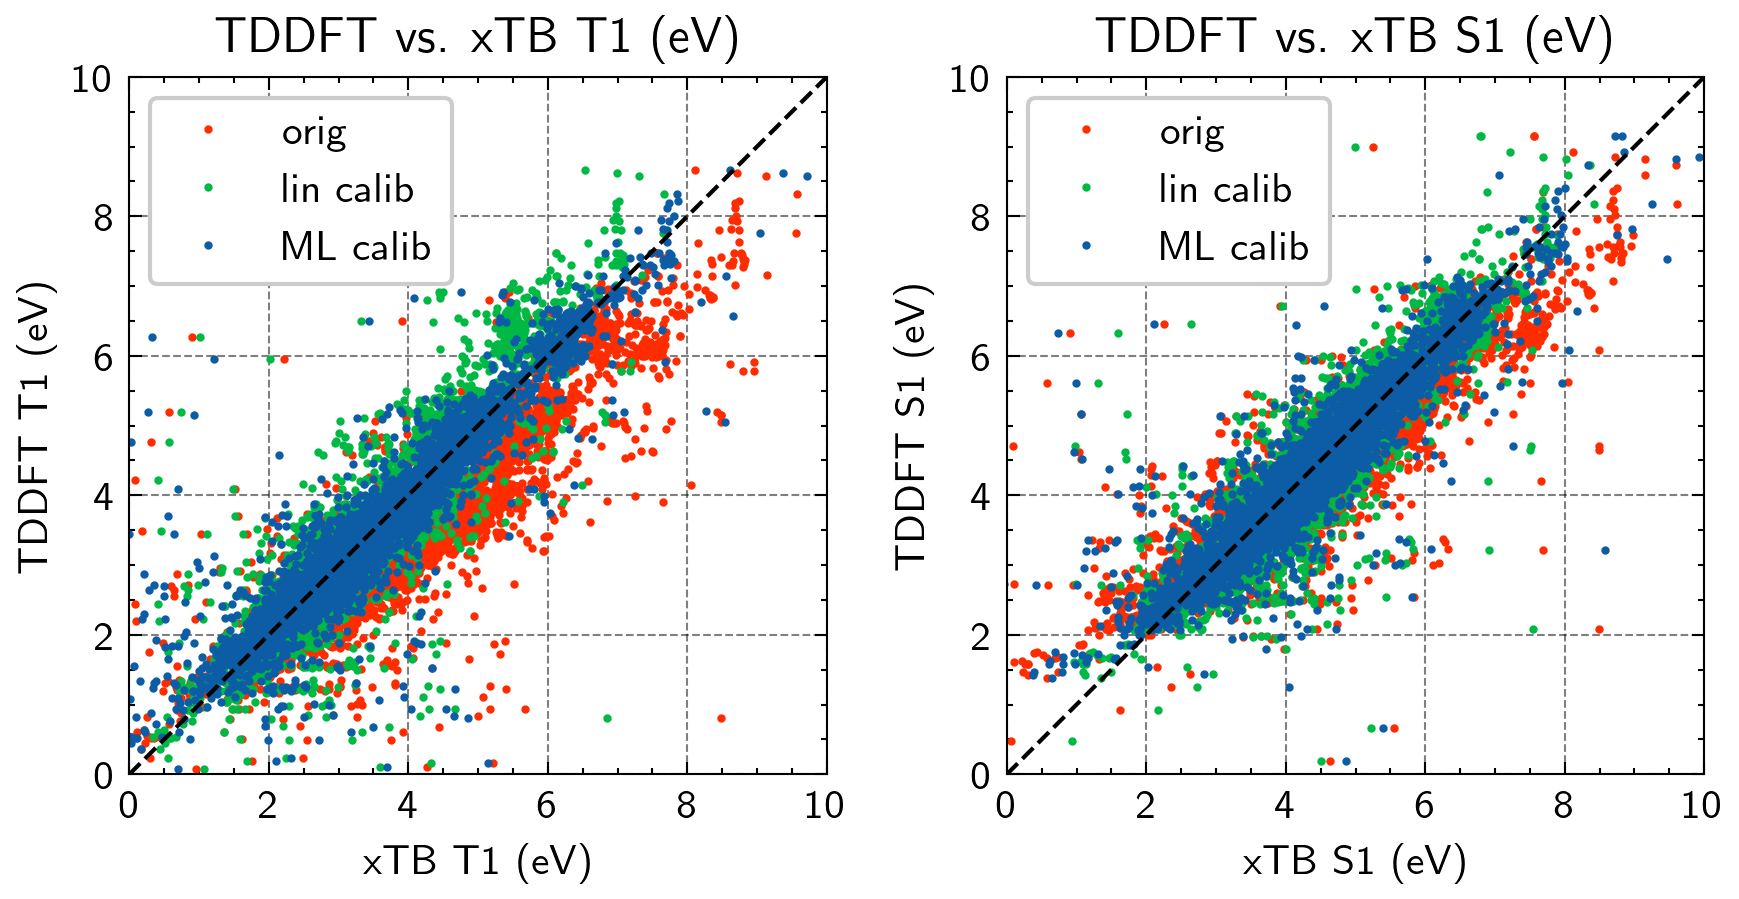 TDDFT vs. xTB T1 (eV)
10
8
6
4
2
0
TDDFT T1 (eV)
orig
lin calib
ML calib
0 2 4 6 8 10
xTB T1 (eV)
TDDFT vs. xTB S1 (eV)
10
8
6
4
2
0
TDDFT S1 (eV)
orig
lin calib
ML calib
0 2 4 6 8 10
xTB S1 (eV)